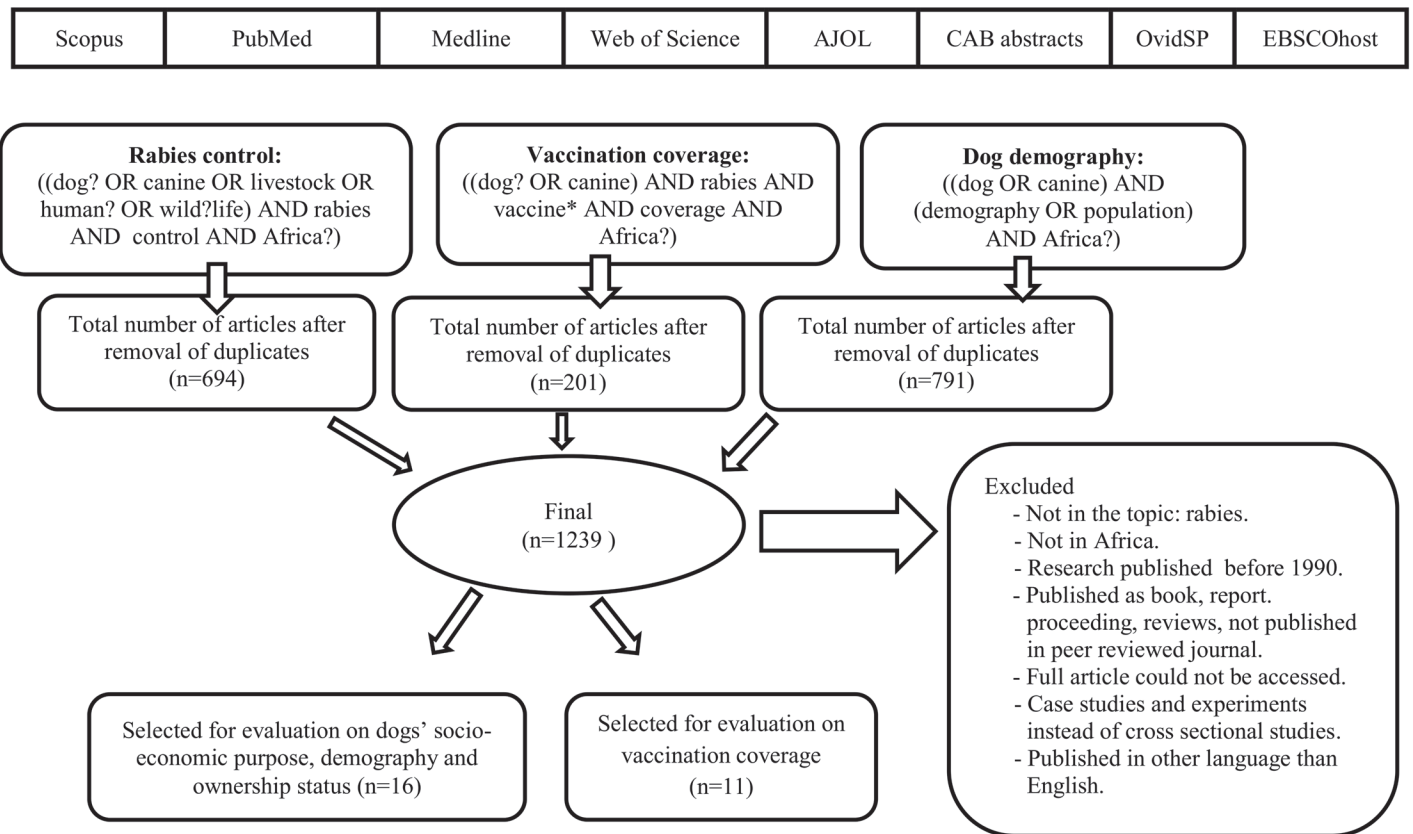 Scopus
PubMed
Medline
Web of Science
AJOL
CAB abstracts
OvidSP
EBSCOhost
Rabies control:
((dog? OR canine OR livestock OR
human? OR wild?life) AND rabies
AND control AND Africa?)
Vaccination coverage:
((dog? OR canine) AND rabies AND
vaccine* AND coverage AND
Africa?)
Dog demography:
((dog OR canine) AND
(demography OR population)
AND Africa?)
Total number of articles after
removal of duplicates
(n=694)
Total number of articles after
removal of duplicates
(n=201)
Total number of articles after
removal of duplicates
(n=791)
Final
(n=1239 )
Excluded
- Not in the topic: rabies.
- Not in Africa.
- Research published before 1990.
- Published as book, report.
proceeding, reviews, not published
in peer reviewed journal.
- Full article could not be accessed.
- Case studies and experiments
instead of cross sectional studies.
- Published in other language than
English.
Selected for evaluation on dogs’ socio-
economic purpose, demography and
ownership status (n=16)
Selected for evaluation on
vaccination coverage
(n=11)